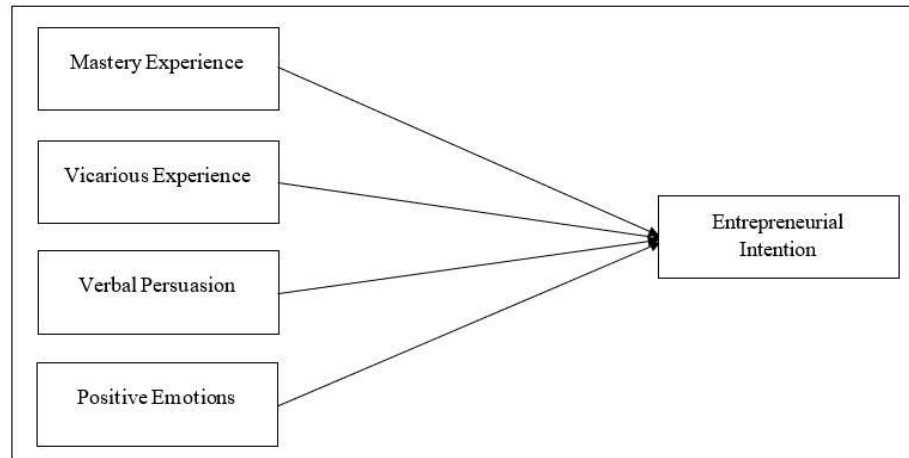 Mastery Experience
Vicarious Experience
Verbal Persuasion
Positive Emotions
Entrepreneurial
Intention